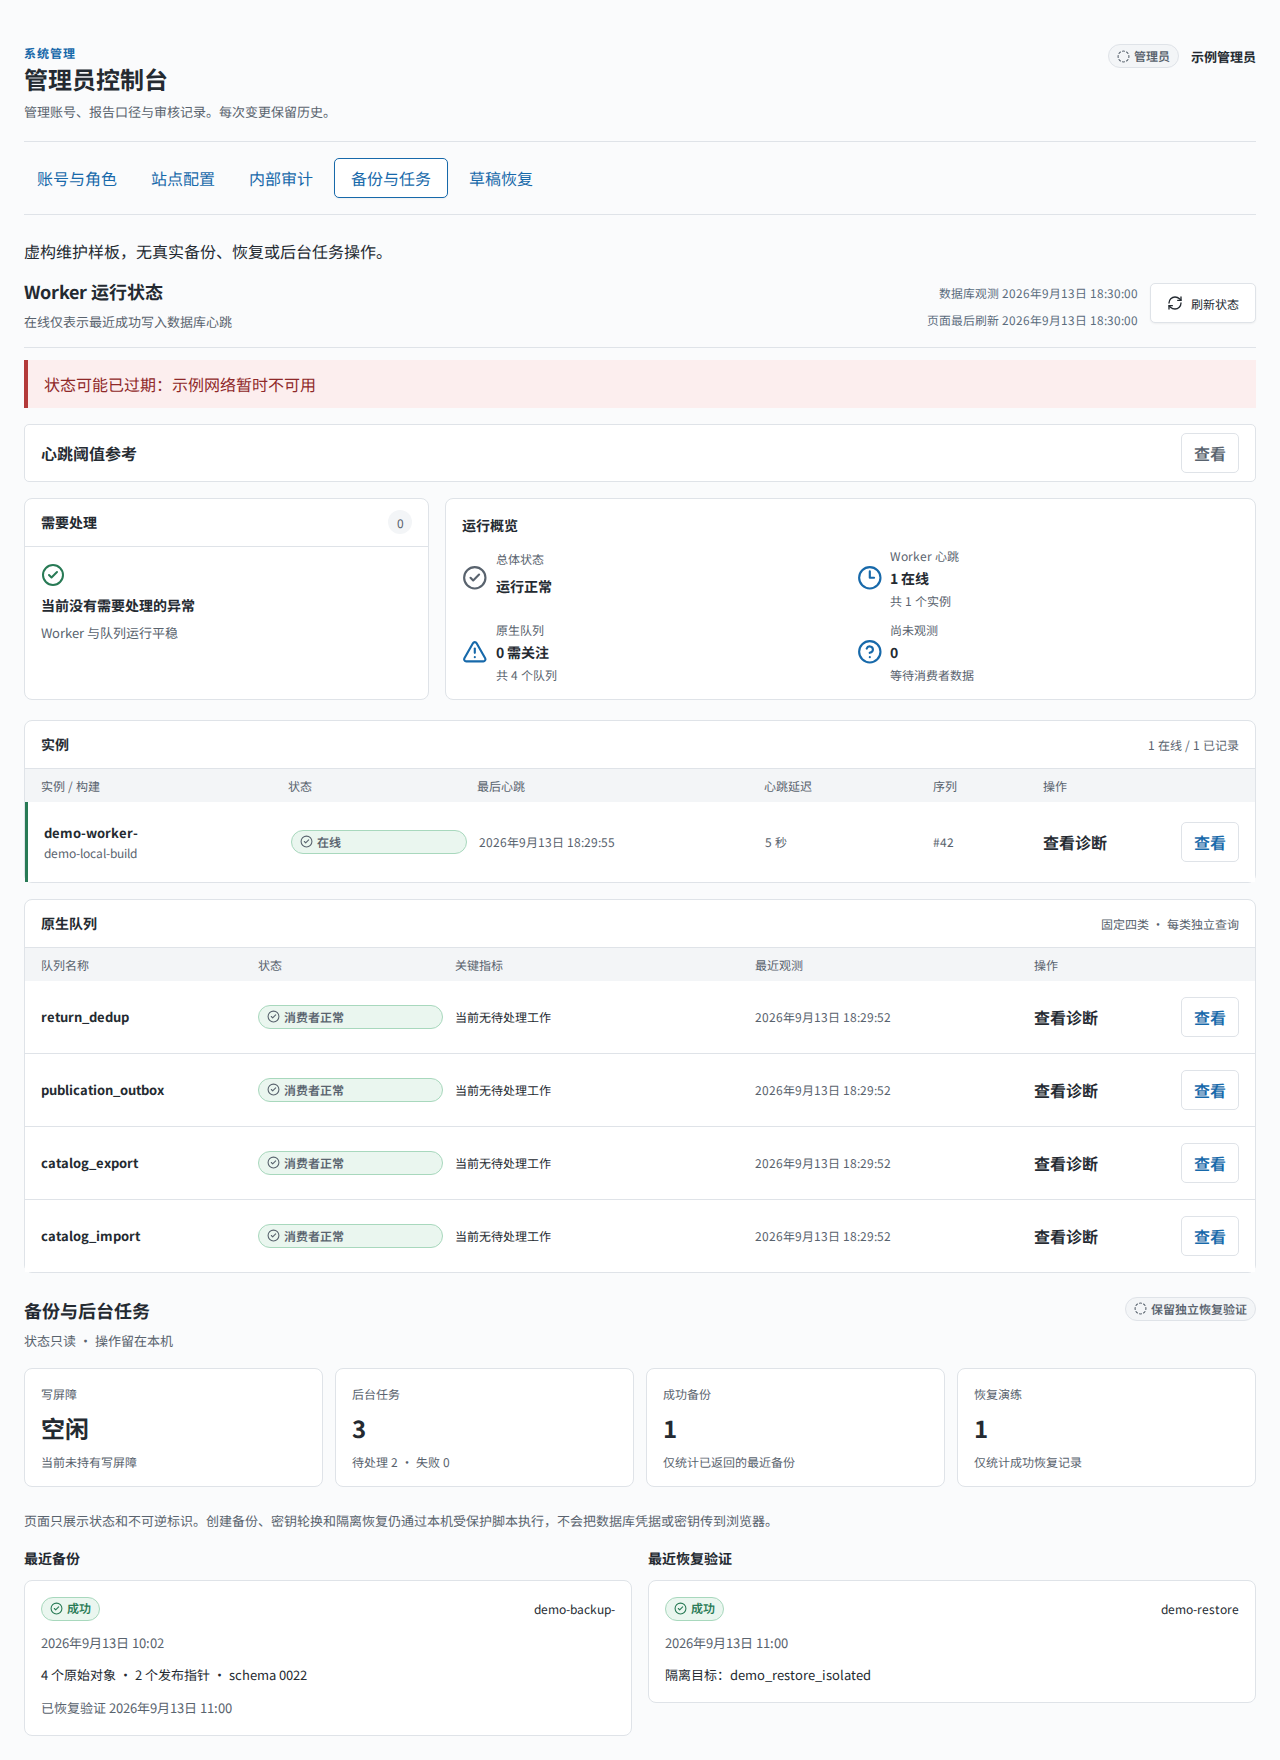 系统管理
管理员控制台
管理账号、报告口径与审核记录。每次变更保留历史。
管理员 示例管理员
账号与角色 站点配置 内部审计 备份与任务 草稿恢复
虚构维护样板，无真实备份、恢复或后台任务操作。
Worker 运行状态
在线仅表示最近成功写入数据库心跳
数据库观测 2026年9月13日 18:30:00
页面最后刷新 2026年9月13日 18:30:00
刷新状态
状态可能已过期：示例网络暂时不可用
心跳阈值参考 查看
需要处理 0
当前没有需要处理的异常
Worker 与队列运行平稳
运行概览
总体状态
运行正常
Worker 心跳
1 在线
共 1 个实例
原生队列
0 需关注
共 4 个队列
尚未观测
0
等待消费者数据
实例 1 在线 / 1 已记录
实例 / 构建 状态 最后心跳 心跳延迟 序列 操作
demo-worker-
demo-local-build
在线 2026年9月13日 18:29:55 5 秒 #42 查看诊断 查看
原生队列 固定四类 · 每类独立查询
队列名称 状态 关键指标 最近观测 操作
return_dedup 消费者正常 当前无待处理工作 2026年9月13日 18:29:52 查看诊断 查看
publication_outbox 消费者正常 当前无待处理工作 2026年9月13日 18:29:52 查看诊断 查看
catalog_export 消费者正常 当前无待处理工作 2026年9月13日 18:29:52 查看诊断 查看
catalog_import 消费者正常 当前无待处理工作 2026年9月13日 18:29:52 查看诊断 查看
备份与后台任务
状态只读 · 操作留在本机
保留独立恢复验证
写屏障
空闲
当前未持有写屏障
后台任务
3
待处理 2 · 失败 0
成功备份
1
仅统计已返回的最近备份
恢复演练
1
仅统计成功恢复记录
页面只展示状态和不可逆标识。创建备份、密钥轮换和隔离恢复仍通过本机受保护脚本执行，不会把数据库凭据或密钥传到浏览器。
最近备份
成功 demo-backup-
2026年9月13日 10:02
4 个原始对象 · 2 个发布指针 · schema 0022
已恢复验证 2026年9月13日 11:00
最近恢复验证
成功 demo-restore
2026年9月13日 11:00
隔离目标：demo_restore_isolated